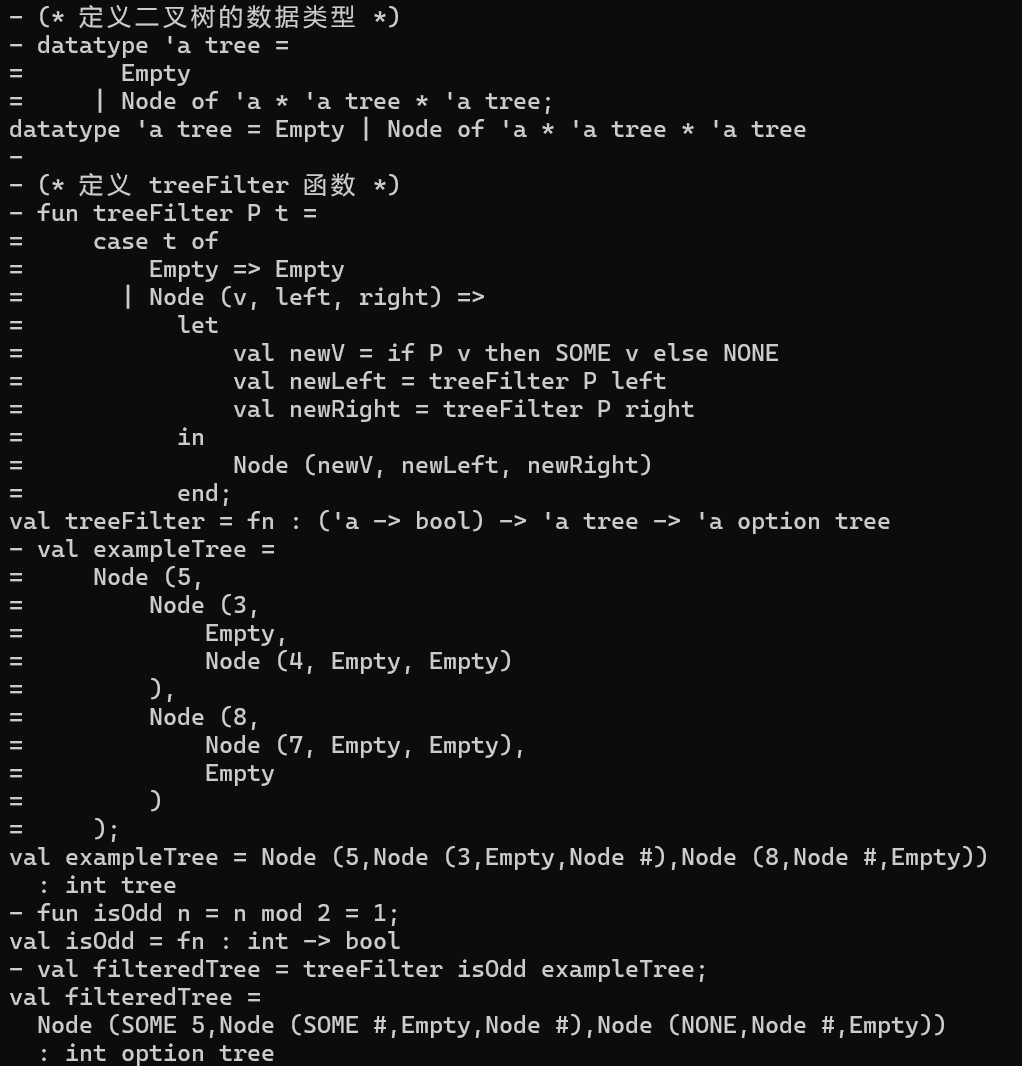 - (* 定义二叉树的数据类型 *)
- datatype 'a tree =
=       Empty
=     | Node of 'a * 'a tree * 'a tree;
datatype 'a tree = Empty | Node of 'a * 'a tree * 'a tree
-
- (* 定义 treeFilter 函数 *)
- fun treeFilter P t =
=     case t of
=         Empty => Empty
=       | Node (v, left, right) =>
=           let
=               val newV = if P v then SOME v else NONE
=               val newLeft = treeFilter P left
=               val newRight = treeFilter P right
=           in
=               Node (newV, newLeft, newRight)
=           end;
val treeFilter = fn : ('a -> bool) -> 'a tree -> 'a option tree
- val exampleTree =
=     Node (5,
=         Node (3,
=             Empty,
=             Node (4, Empty, Empty)
=         ),
=         Node (8,
=             Node (7, Empty, Empty),
=             Empty
=         )
=     );
val exampleTree = Node (5,Node (3,Empty,Node #),Node (8,Node #,Empty))
  : int tree
- fun isOdd n = n mod 2 = 1;
val isOdd = fn : int -> bool
- val filteredTree = treeFilter isOdd exampleTree;
val filteredTree =
  Node (SOME 5,Node (SOME #,Empty,Node #),Node (NONE,Node #,Empty))
  : int option tree